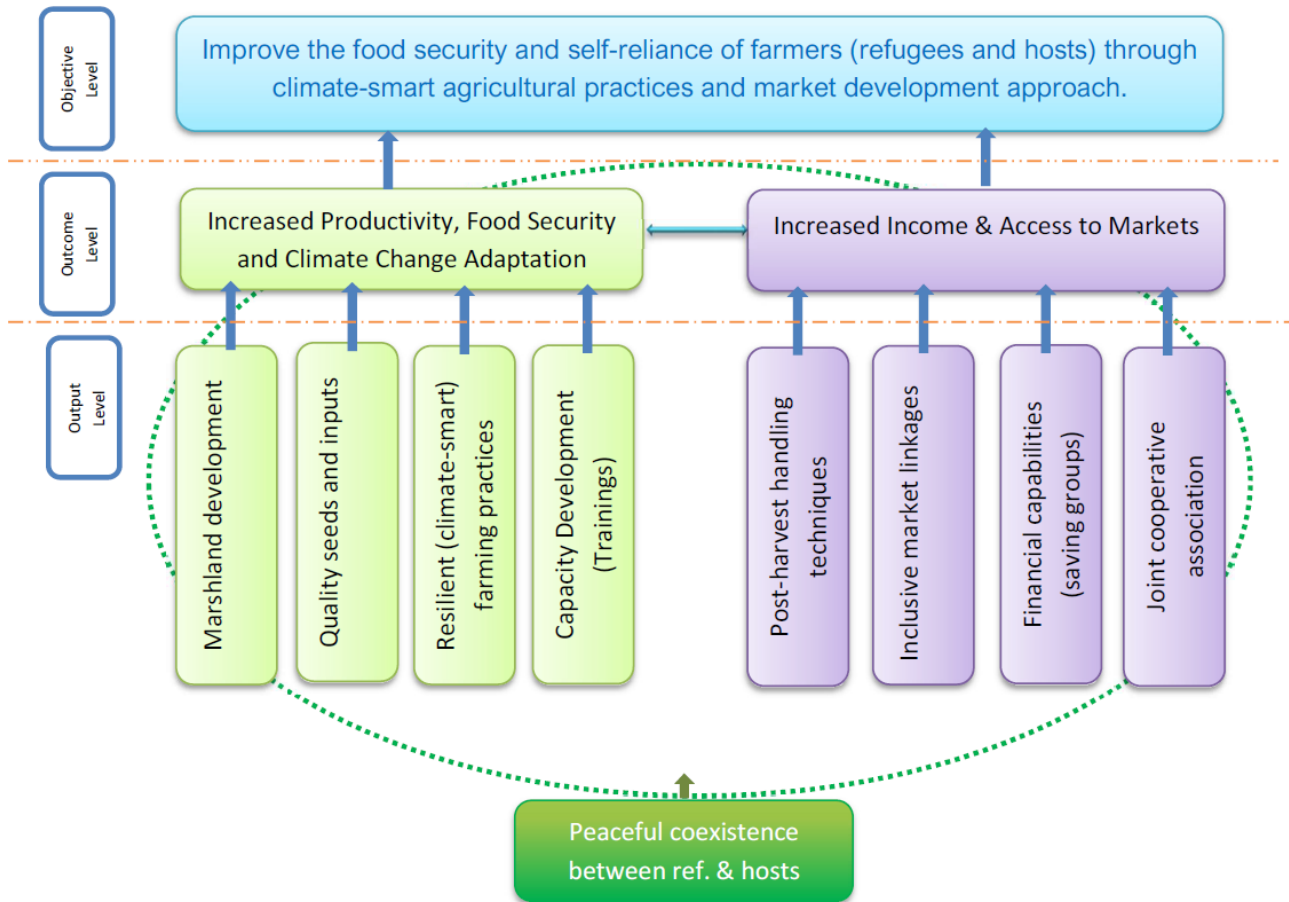 Objective
Level
Improve the food security and self-reliance of farmers (refugees and hosts) through
climate-smart agricultural practices and market development approach.
Outcome
Level
Increased Productivity, Food Security
and Climate Change Adaptation
Increased Income & Access to Markets
Output
Level
Marshland development
Quality seeds and inputs
Resilient (climate-smart)
farming practices
Capacity Development
(Trainings)
Post-harvest handling
techniques
Inclusive market linkages
Financial capabilities
(saving groups)
Joint cooperative
association
Peaceful coexistence
between ref. & hosts